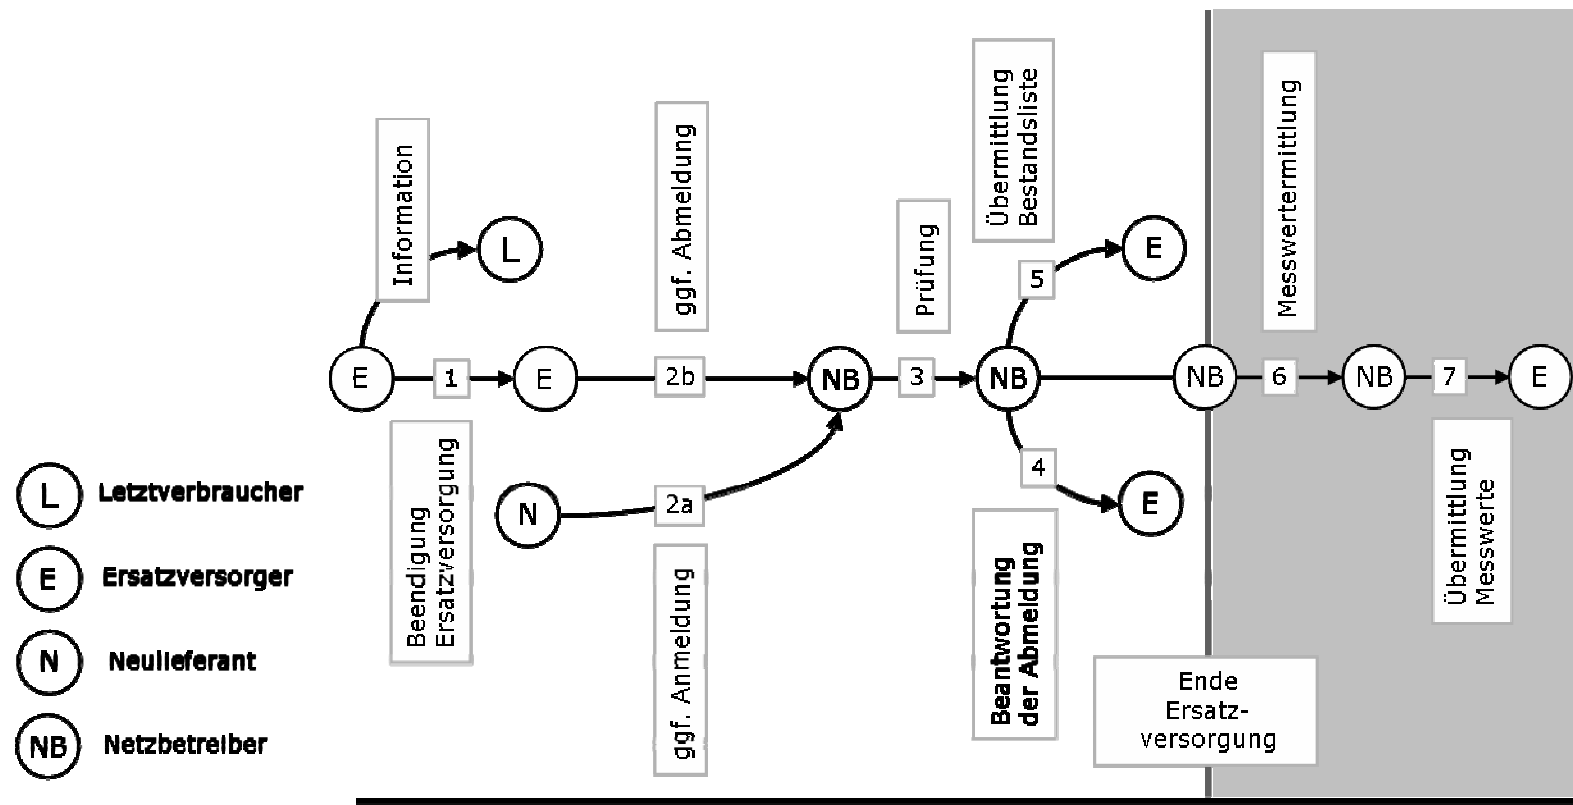 Information
L
E
1
E
Beendigung
Ersatzversorgung
ggf. Abmeldung
2b
N
2a
ggf. Anmeldung
NB
3
Prüfung
NB
Übermittlung
Bestandsliste
5
E
4
E
Beantwortung
der Abmeldung
NB
Ende
Ersatz-
versorgung
6
Messwertermittlung
NB
7
E
Übermittlung
Messwerte
L Letztverbraucher
E Ersatzversorger
N Neulieferant
NB Netzbetreiber